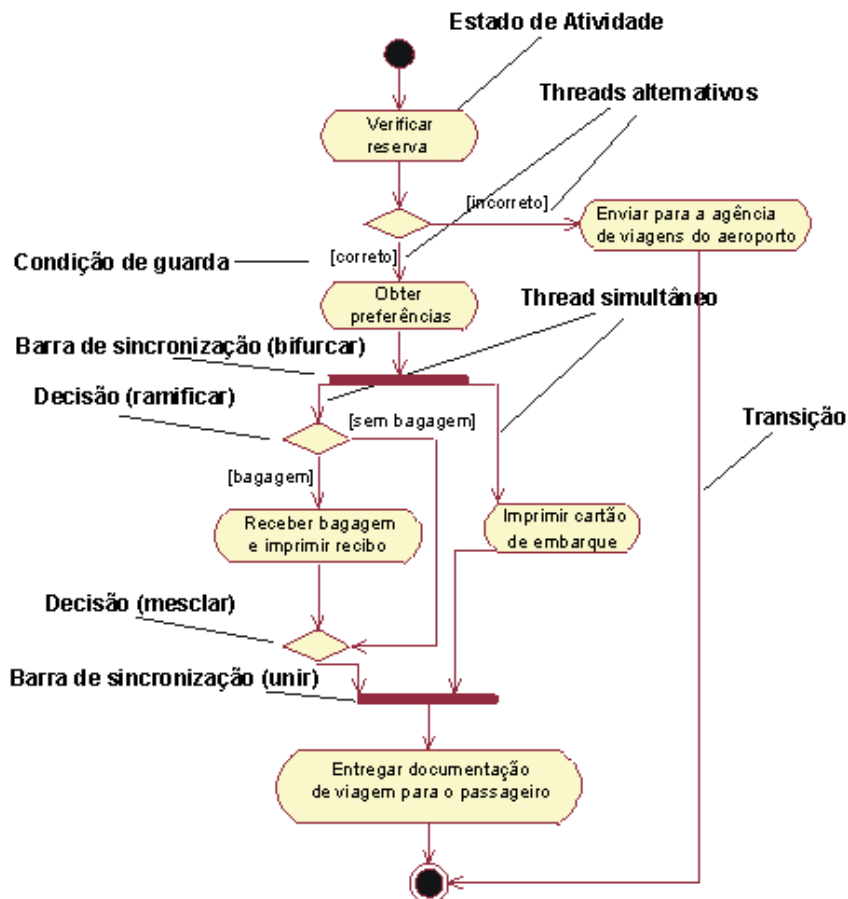 Estado de Atividade
Threads alternativos
Verificar
reserva
[incorreto]
Enviar para a agência
de viagens do aeroporto
Condição de guarda
[correto]
Obter
preferências
Thread simultâneo
Barra de sincronização (bifurcar)
Decisão (ramificar)
[sem bagagem]
Transição
[bagagem]
Receber bagagem
e imprimir recibo
Imprimir cartão
de embarque
Decisão (mesclar)
Barra de sincronização (unir)
Entregar documentação
de viagem para o passageiro